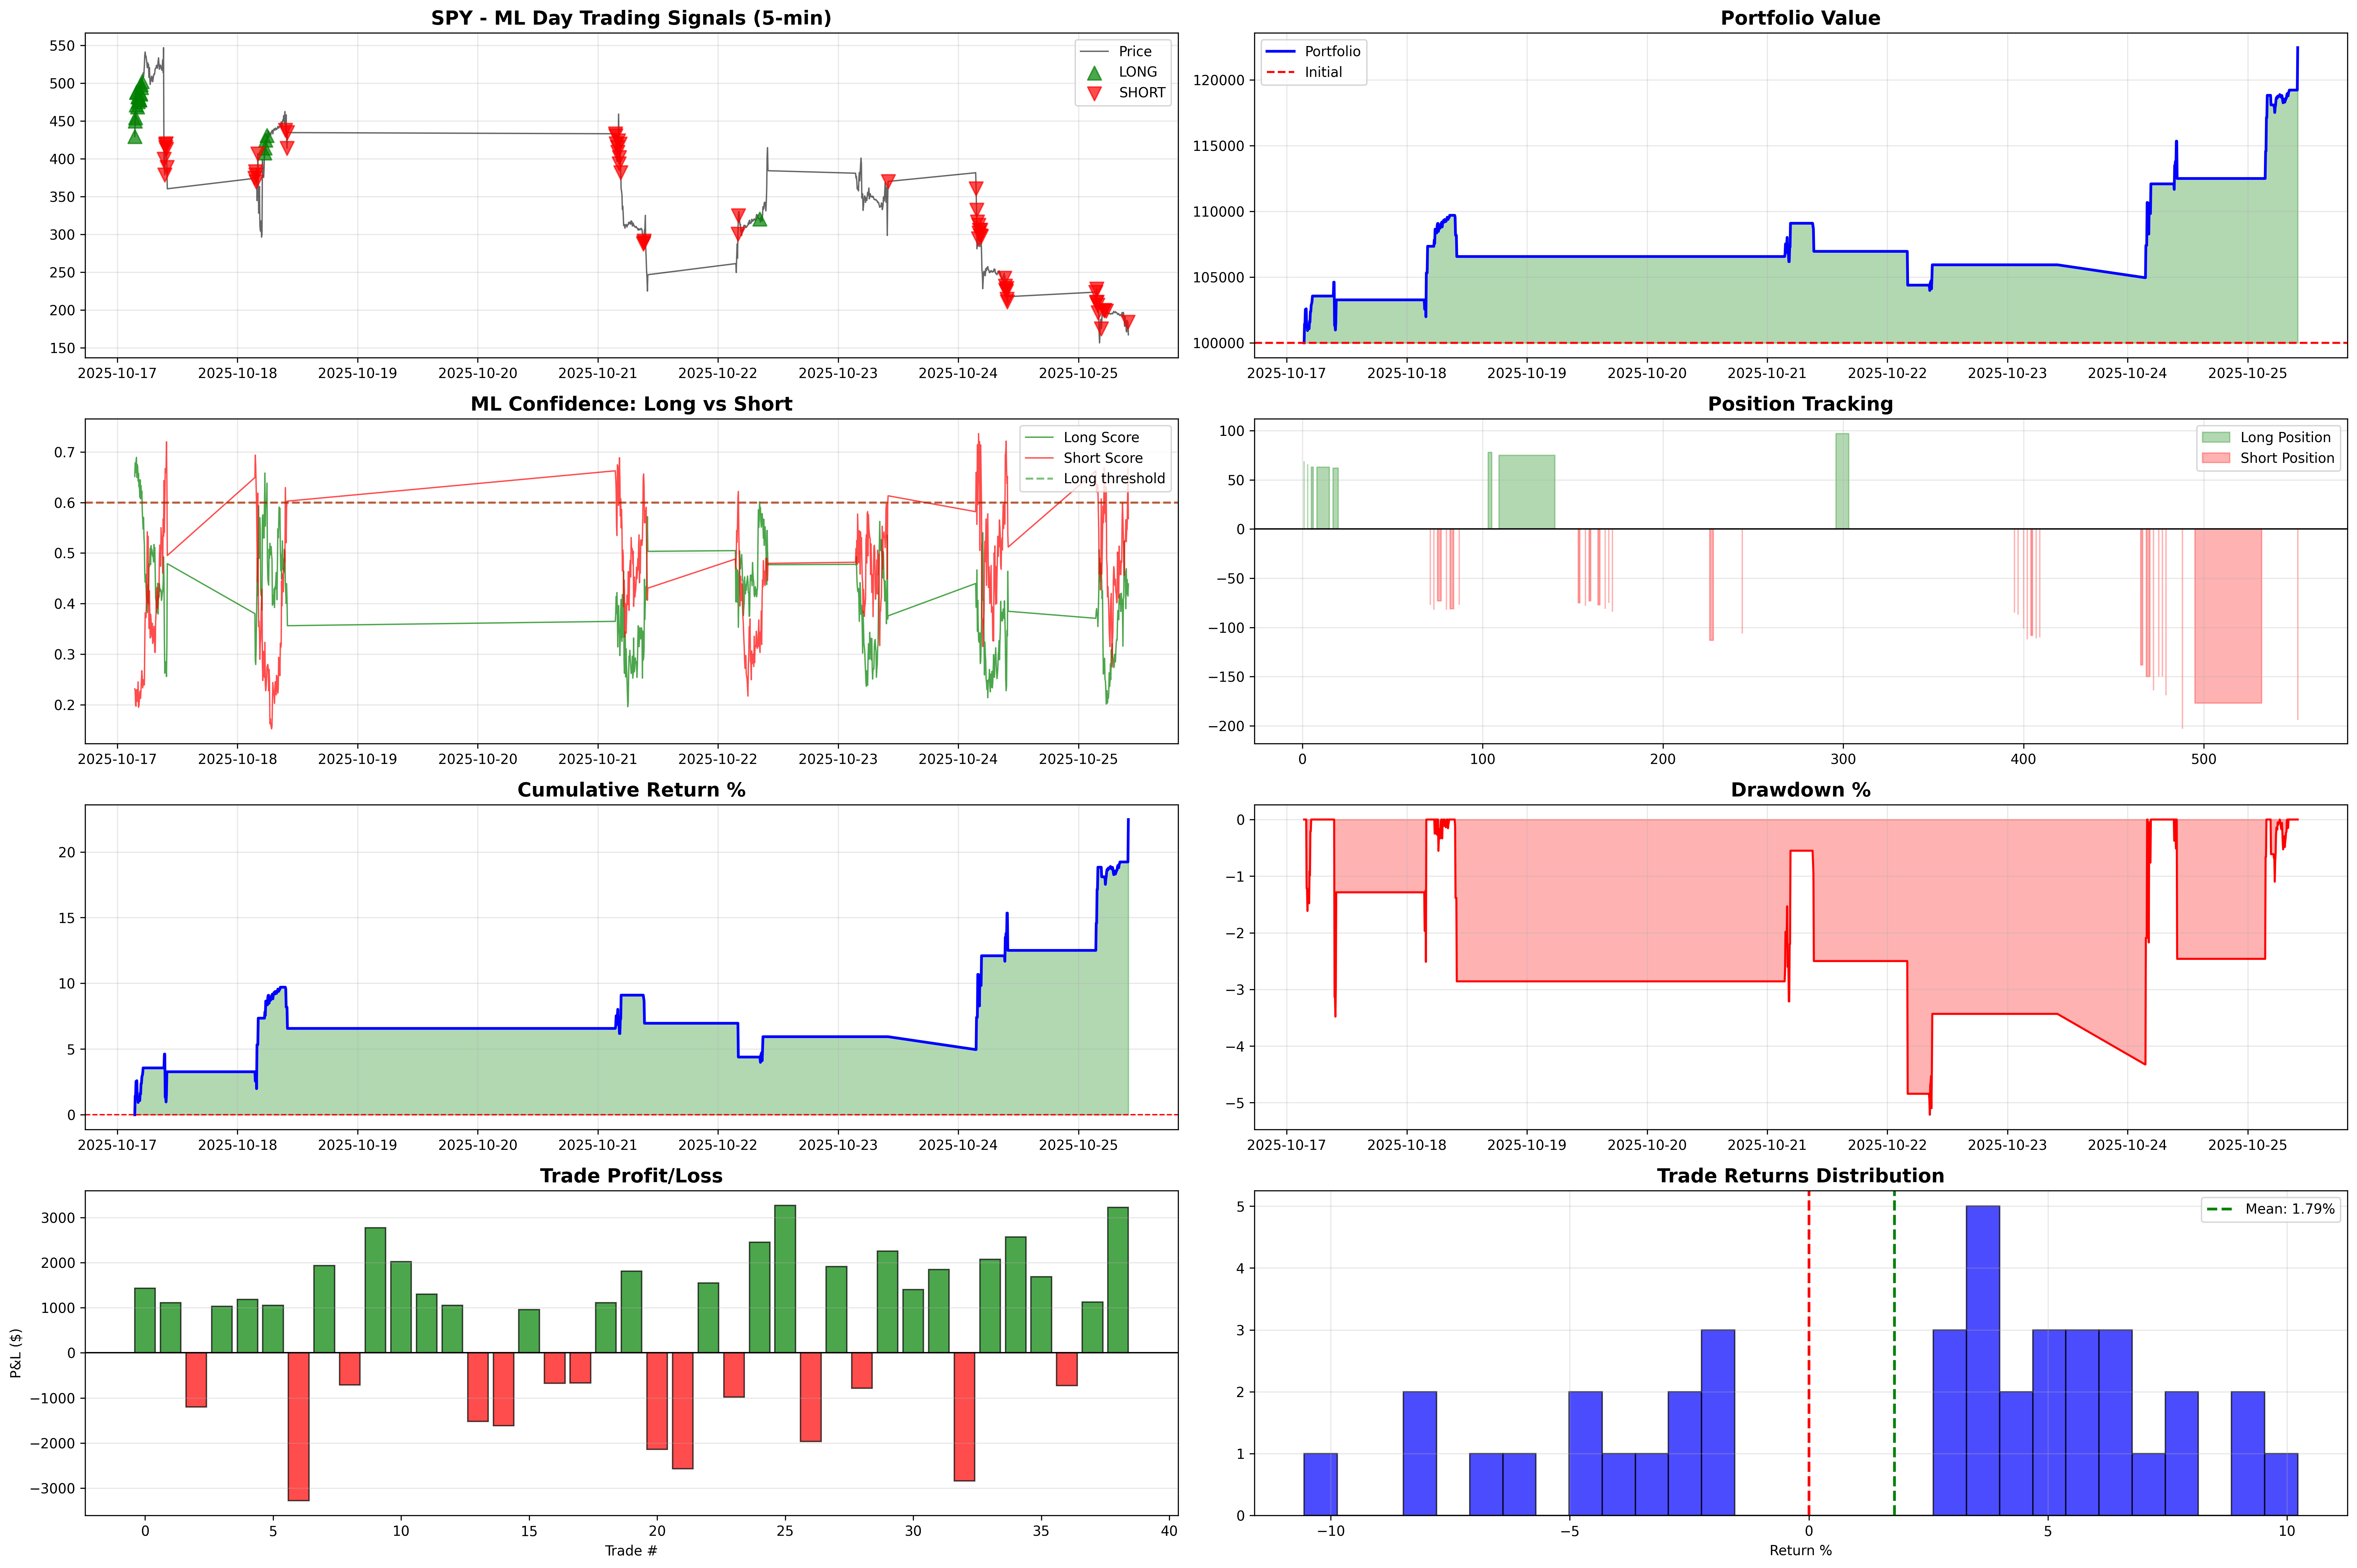 SPY - ML Day Trading Signals (5-min)
550
500
450
400
350
300
250
200
150
Price
LONG
SHORT
2025-10-17 2025-10-18 2025-10-19 2025-10-20 2025-10-21 2025-10-22 2025-10-23 2025-10-24 2025-10-25
Portfolio Value
120000
115000
110000
105000
100000
Portfolio
Initial
2025-10-17 2025-10-18 2025-10-19 2025-10-20 2025-10-21 2025-10-22 2025-10-23 2025-10-24 2025-10-25
ML Confidence: Long vs Short
0.7
0.6
0.5
0.4
0.3
0.2
Long Score
Short Score
Long threshold
2025-10-17 2025-10-18 2025-10-19 2025-10-20 2025-10-21 2025-10-22 2025-10-23 2025-10-24 2025-10-25
Position Tracking
100
50
0
−50
−100
−150
−200
Long Position
Short Position
0 100 200 300 400 500
Cumulative Return %
20
15
10
5
0
2025-10-17 2025-10-18 2025-10-19 2025-10-20 2025-10-21 2025-10-22 2025-10-23 2025-10-24 2025-10-25
Drawdown %
0
−1
−2
−3
−4
−5
2025-10-17 2025-10-18 2025-10-19 2025-10-20 2025-10-21 2025-10-22 2025-10-23 2025-10-24 2025-10-25
Trade Profit/Loss
P&L ($)
3000
2000
1000
0
−1000
−2000
−3000
0 5 10 15 20 25 30 35 40
Trade #
Trade Returns Distribution
5
4
3
2
1
0
Mean: 1.79%
−10 −5 0 5 10
Return %